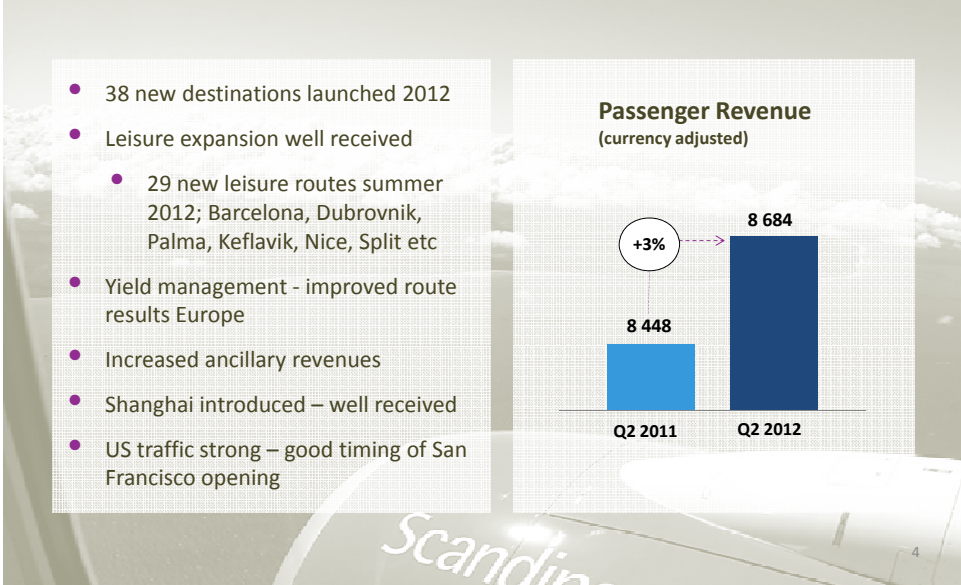 38 new destinations launched 2012
Leisure expansion well received
29 new leisure routes summer
2012; Barcelona, Dubrovnik,
Palma, Keflavik, Nice, Split etc
Yield management - improved route
results Europe
Increased ancillary revenues
Shanghai introduced – well received
US traffic strong – good timing of San
Francisco opening
Passenger Revenue
(currency adjusted)
8 684
+3%
8 448
Q2 2011
Q2 2012
Scandin
4